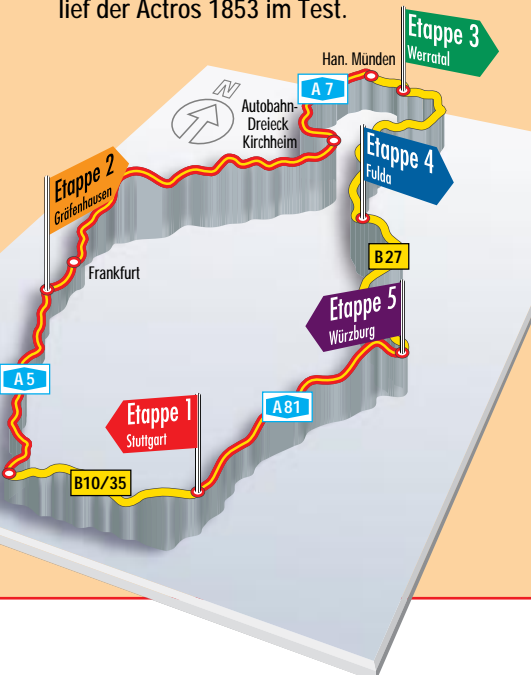 lief der Actros 1853 im Test.
Etappe 3
Werratal
Han. Münden
A 7
N
Autobahn-
Dreieck
Kirchheim
Etappe 4
Fulda
Etappe 2
Gräfenhausen
Frankfurt
B27
Etappe 5
Würzburg
A 5
Etappe 1
Stuttgart
A 81
B10/35